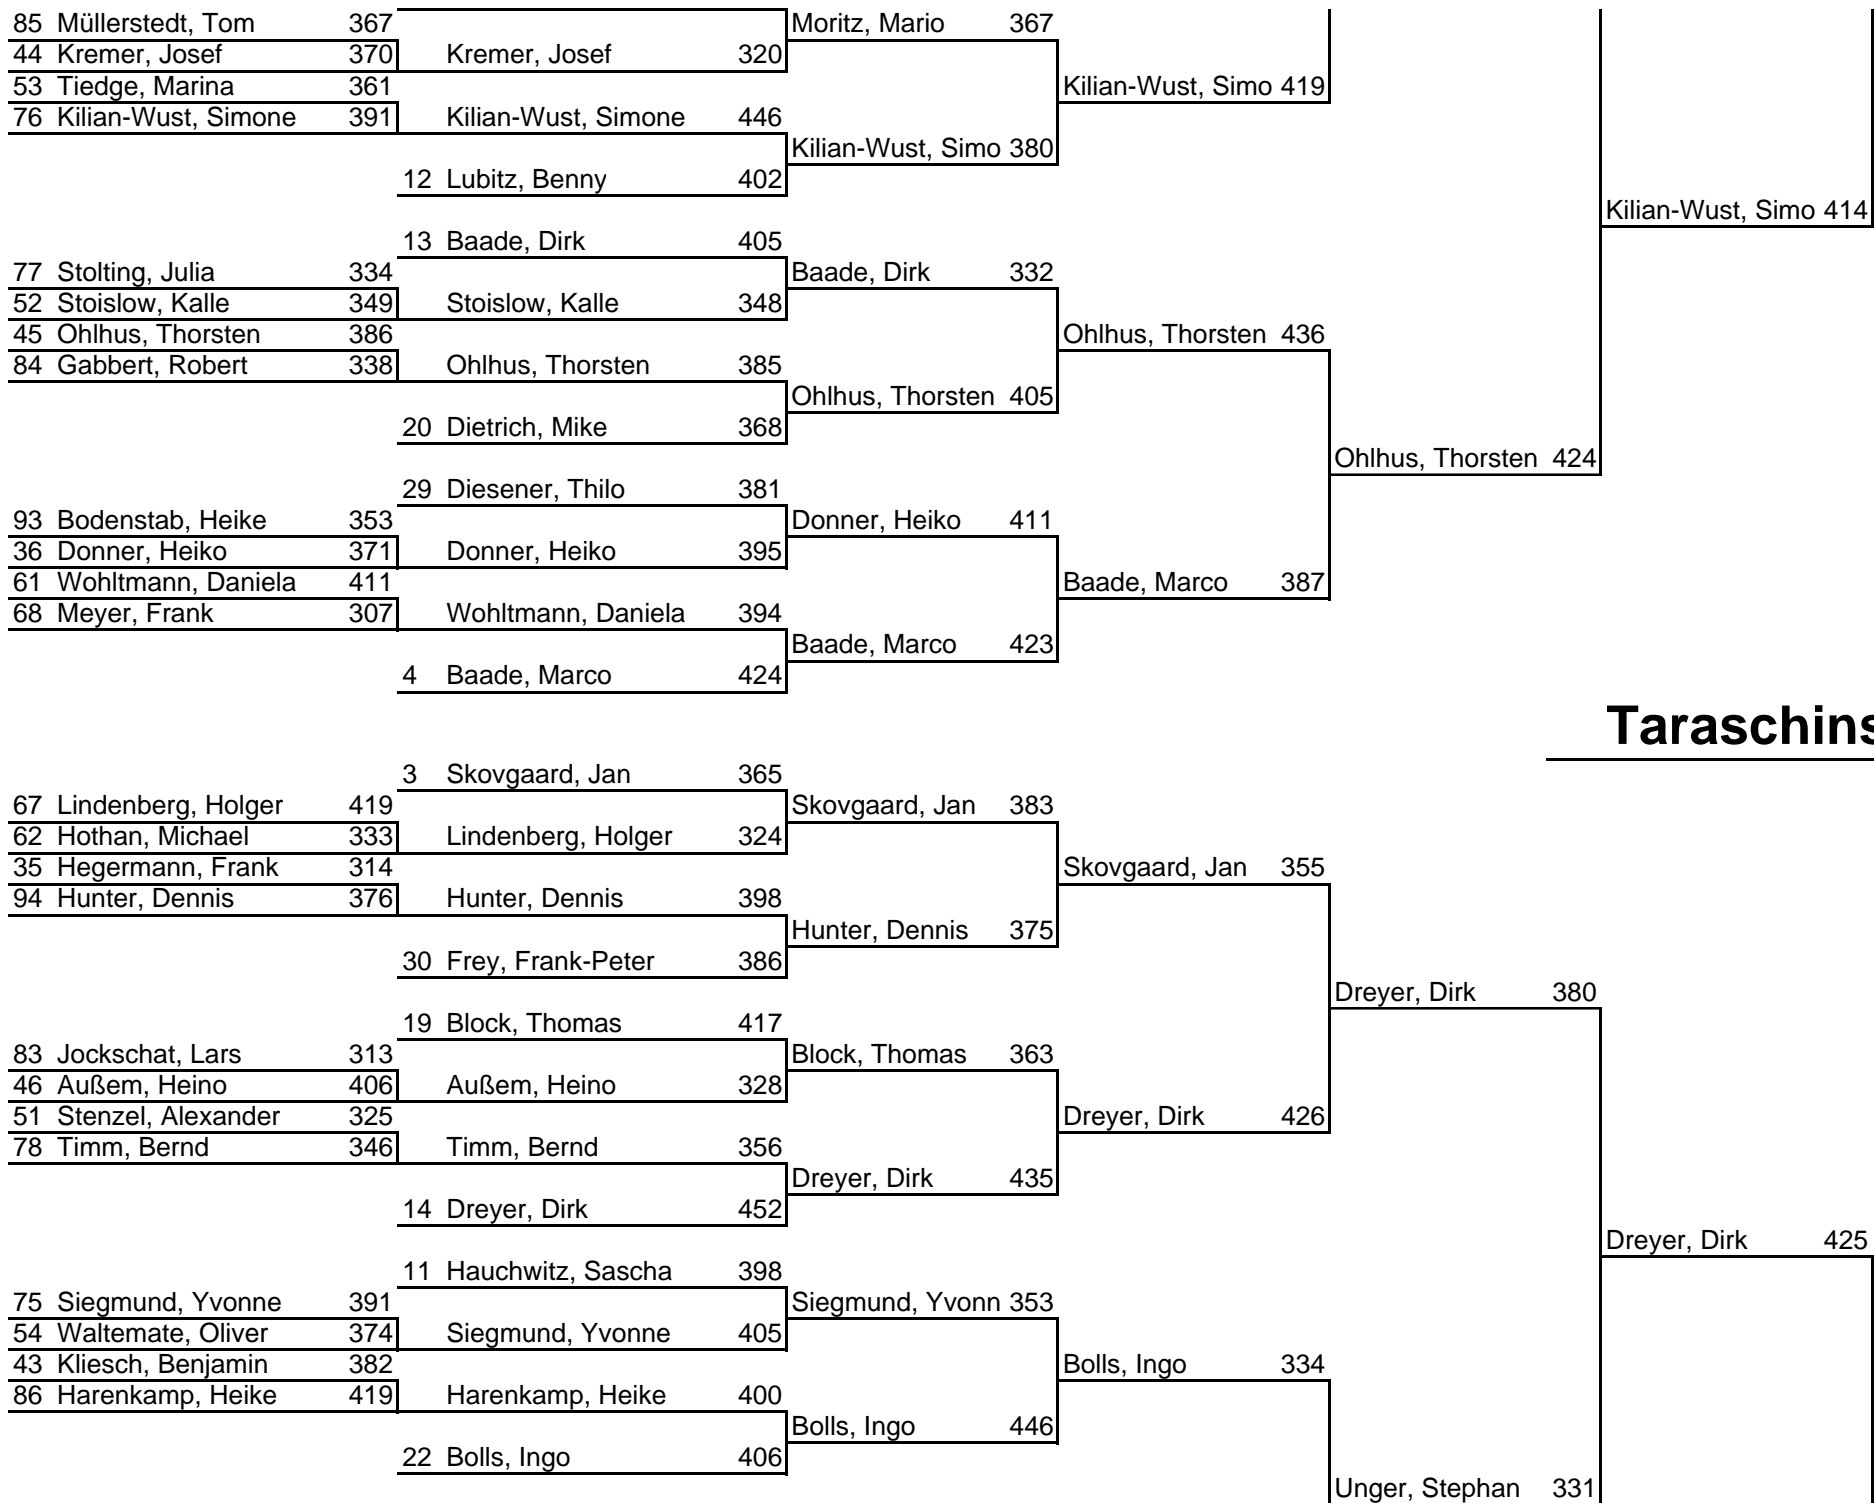 85 Müllerstedt, Tom 367 Moritz, Mario 367
44 Kremer, Josef 370 Kremer, Josef 320
53 Tiedge, Marina 361 Kilian-Wust, Simo 419
76 Kilian-Wust, Simone 391 Kilian-Wust, Simone 446
Kilian-Wust, Simo 380
12 Lubitz, Benny 402
Kilian-Wust, Simo 414
13 Baade, Dirk 405
77 Stolting, Julia 334 Baade, Dirk 332
52 Stoislow, Kalle 349 Stoislow, Kalle 348
45 Ohlhus, Thorsten 386 Ohlhus, Thorsten 436
84 Gabbert, Robert 338 Ohlhus, Thorsten 385
Ohlhus, Thorsten 405
20 Dietrich, Mike 368
Ohlhus, Thorsten 424
29 Diesener, Thilo 381
93 Bodenstab, Heike 353 Donner, Heiko 411
36 Donner, Heiko 371 Donner, Heiko 395
61 Wohltmann, Daniela 411 Baade, Marco 387
68 Meyer, Frank 307 Wohltmann, Daniela 394
Baade, Marco 423
4 Baade, Marco 424
Taraschins
3 Skovgaard, Jan 365
67 Lindenberg, Holger 419 Skovgaard, Jan 383
62 Hothan, Michael 333 Lindenberg, Holger 324
35 Hegermann, Frank 314 Skovgaard, Jan 355
94 Hunter, Dennis 376 Hunter, Dennis 398
Hunter, Dennis 375
30 Frey, Frank-Peter 386
Dreyer, Dirk 380
19 Block, Thomas 417
83 Jockschat, Lars 313 Block, Thomas 363
46 Außem, Heino 406 Außem, Heino 328
51 Stenzel, Alexander 325 Dreyer, Dirk 426
78 Timm, Bernd 346 Timm, Bernd 356
Dreyer, Dirk 435
14 Dreyer, Dirk 452
Dreyer, Dirk 425
11 Hauchwitz, Sascha 398
75 Siegmund, Yvonne 391 Siegmund, Yvonn 353
54 Waltemate, Oliver 374 Siegmund, Yvonne 405
43 Kliesch, Benjamin 382 Bolls, Ingo 334
86 Harenkamp, Heike 419 Harenkamp, Heike 400
Bolls, Ingo 446
22 Bolls, Ingo 406
Unger, Stephan 331